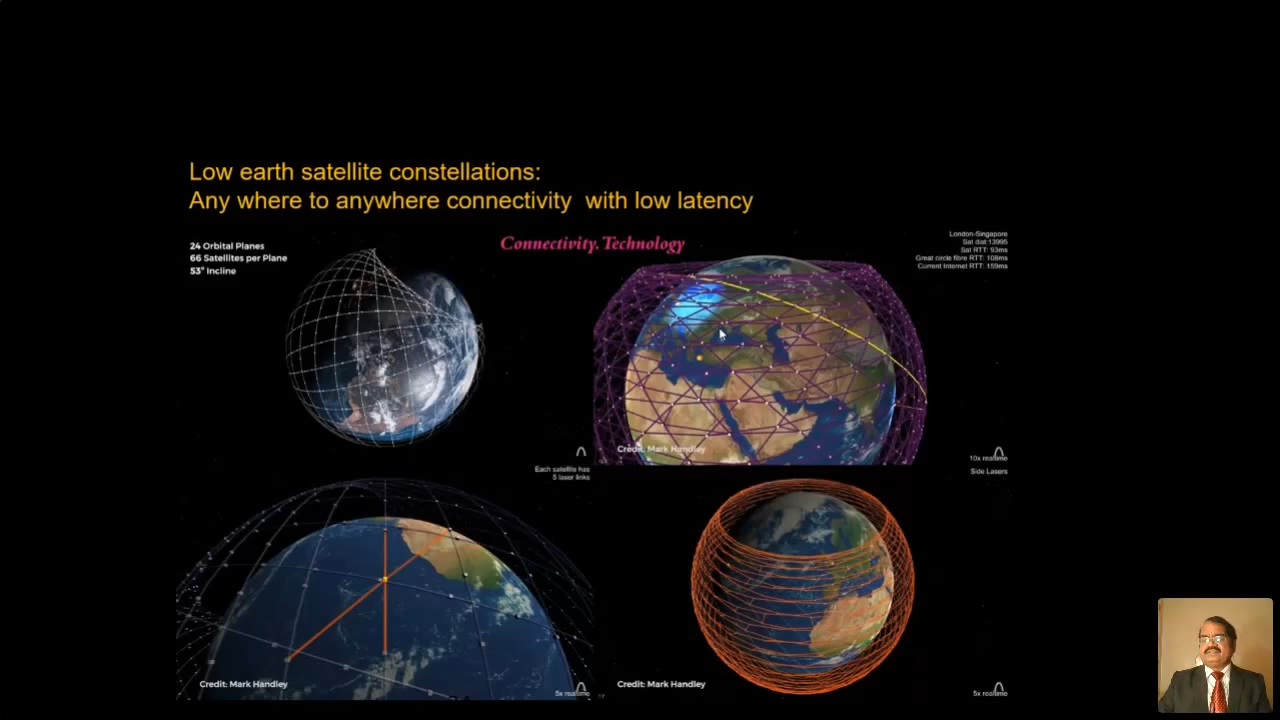 Low earth satellite constellations:
Any where to anywhere connectivity  with low latency
Connectivity. Technology
24 Orbital Planes
66 Satellites per Plane
53° Incline
London-Singapore
Sat dist:13995
Sat RTT: 93ms
Great circle fibre RTT: 108ms
Current Internet RTT: 159ms
Credit: Mark Handley
10x realtime
Each satellite has
5 laser links
Side Lasers
Credit: Mark Handley
5x realtime
Credit: Mark Handley
5x realtime